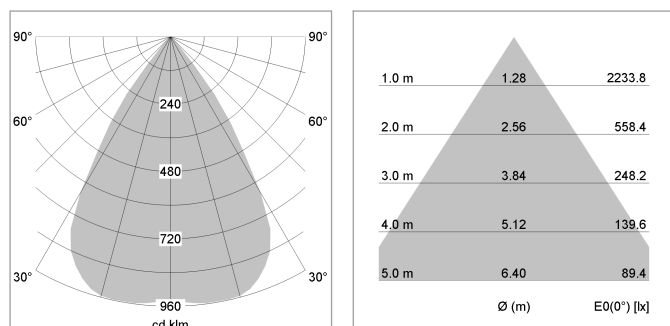 90° 90°
240
60° 60°
480
720
30° 30°
960
cd klm
1.0 m 1.28 2233.8
2.0 m 2.56 558.4
3.0 m 3.84 248.2
4.0 m 5.12 139.6
5.0 m 6.40 89.4
Ø (m) E0(0°) [lx]